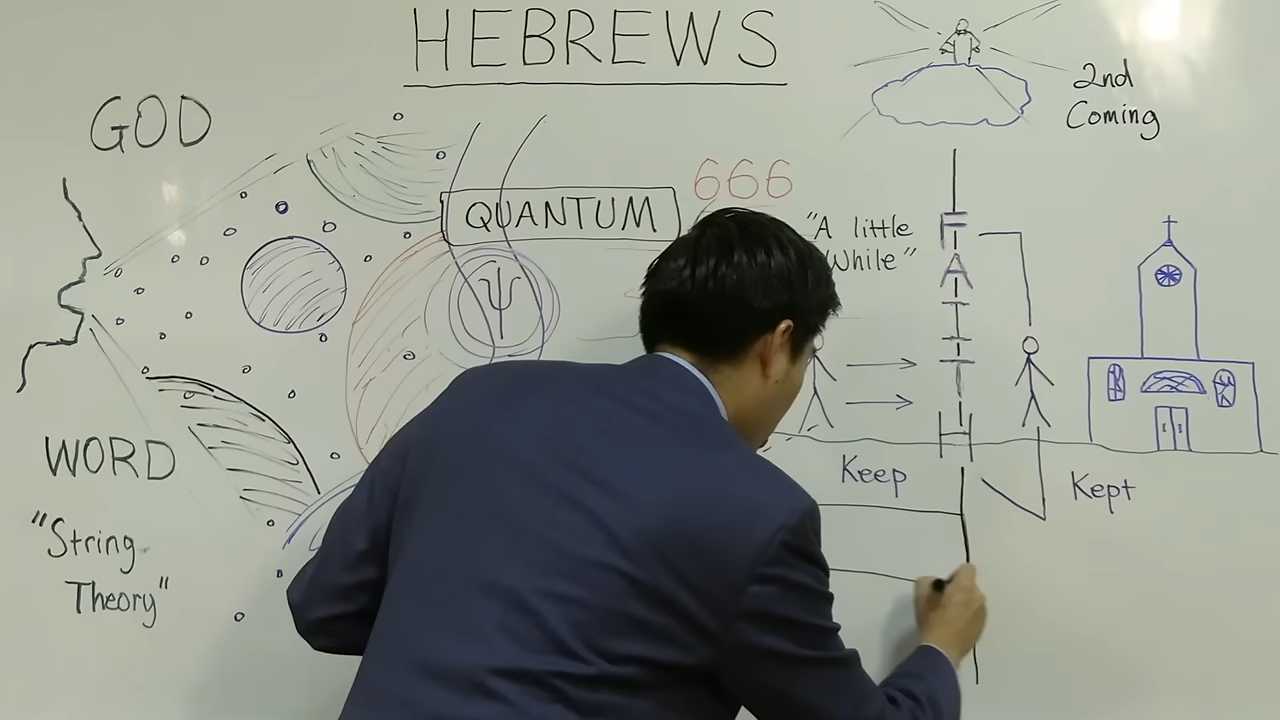 HEBREWS
GOD
2nd
Coming
666
QUANTUM
"A little
While"
Ψ
FAITH
WORD
Keep
Kept
"String
Theory"